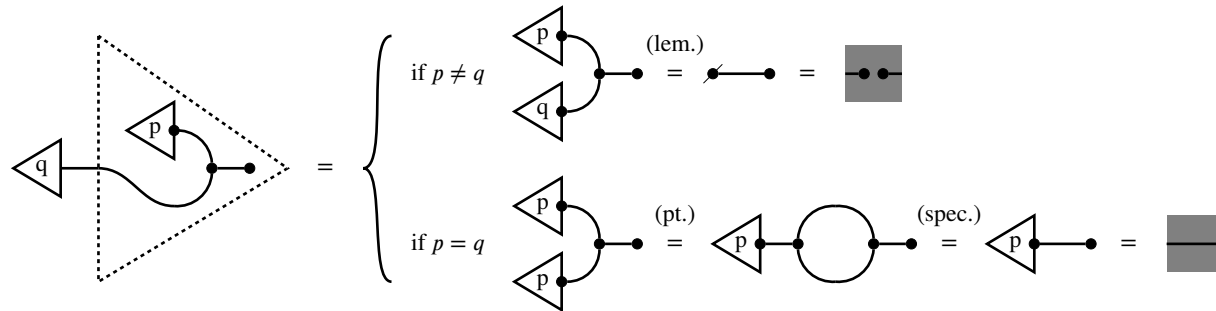 p
if p ≠ q
(lem.)
=
=
q
p
q
=
p
if p = q
(pt.)
=
p
(spec.)
=
p
=
p